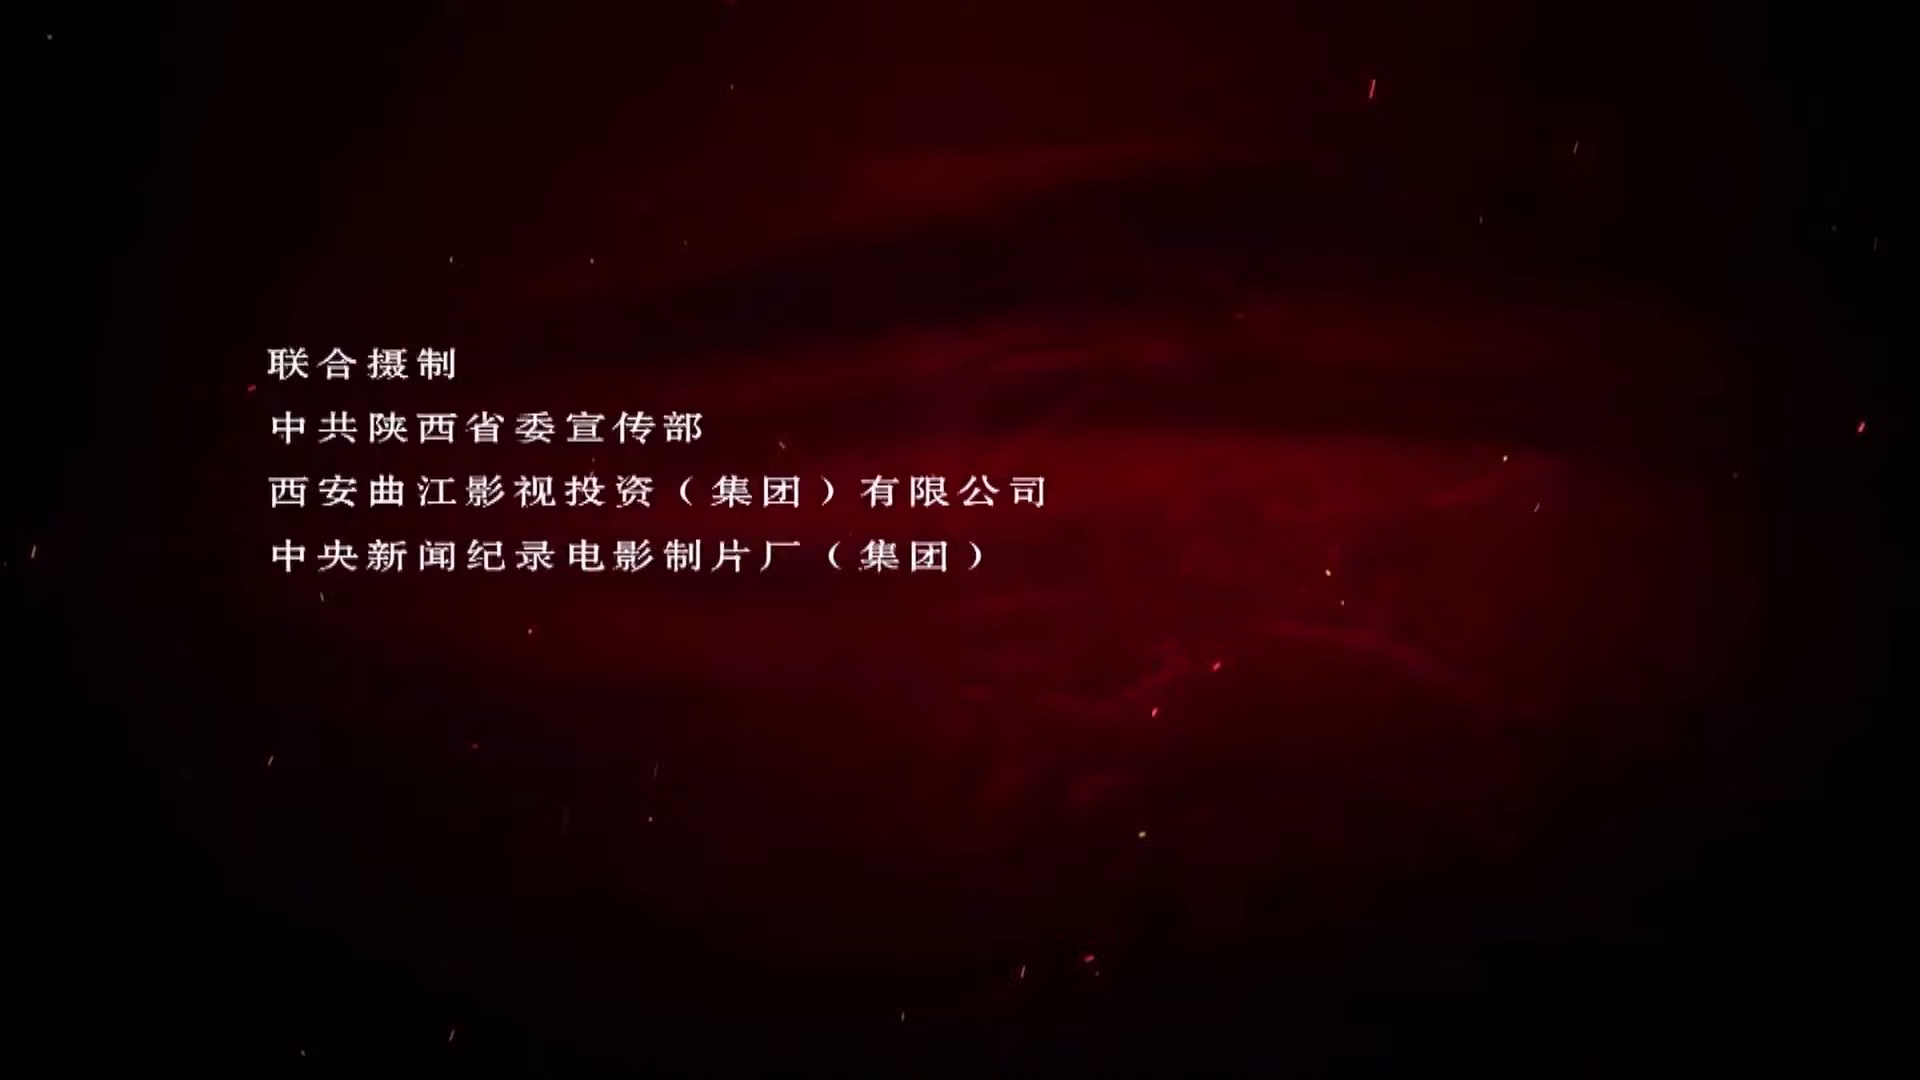 联合摄制
中共陕西省委宣传部
西安曲江影视投资（集团）有限公司
中央新闻纪录电影制片厂（集团）